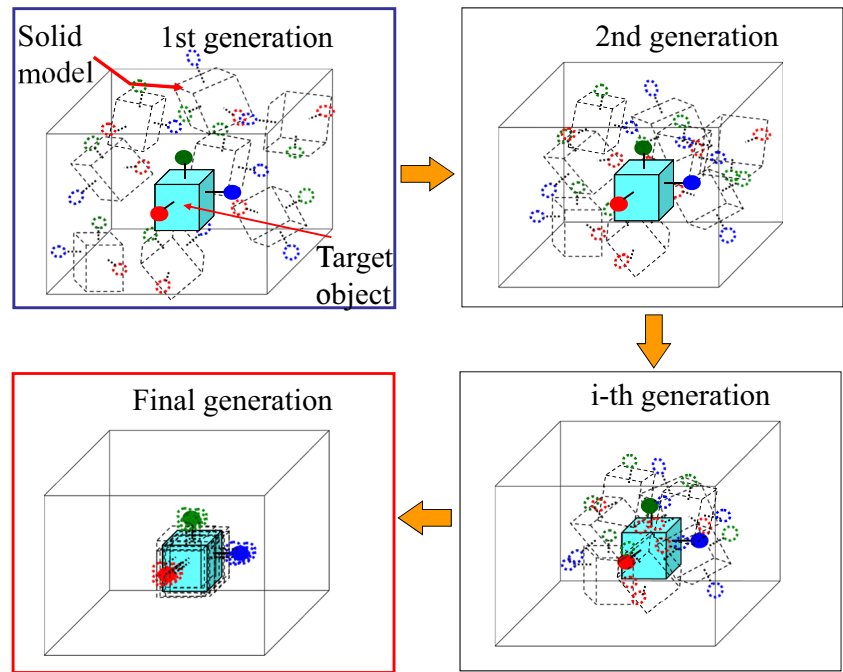 Solid
model
1st generation
Target
object
2nd generation
i-th generation
Final generation